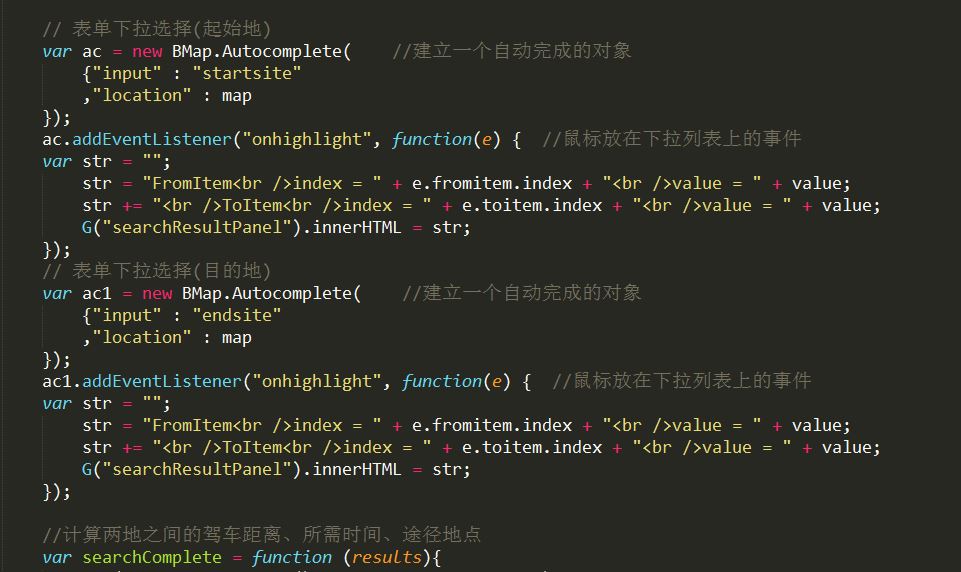 // 表单下拉选择(起始地)
var ac = new BMap.Autocomplete(    //建立一个自动完成的对象
    {"input" : "startsite"
    ,"location" : map
});
ac.addEventListener("onhighlight", function(e) {  //鼠标放在下拉列表上的事件
var str = "";
    str = "FromItem<br />index = " + e.fromitem.index + "<br />value = " + value;
    str += "<br />ToItem<br />index = " + e.toitem.index + "<br />value = " + value;
    G("searchResultPanel").innerHTML = str;
});
// 表单下拉选择(目的地)
var ac1 = new BMap.Autocomplete(    //建立一个自动完成的对象
    {"input" : "endsite"
    ,"location" : map
});
ac1.addEventListener("onhighlight", function(e) {  //鼠标放在下拉列表上的事件
var str = "";
    str = "FromItem<br />index = " + e.fromitem.index + "<br />value = " + value;
    str += "<br />ToItem<br />index = " + e.toitem.index + "<br />value = " + value;
    G("searchResultPanel").innerHTML = str;
});
//计算两地之间的驾车距离、所需时间、途径地点
var searchComplete = function (results){